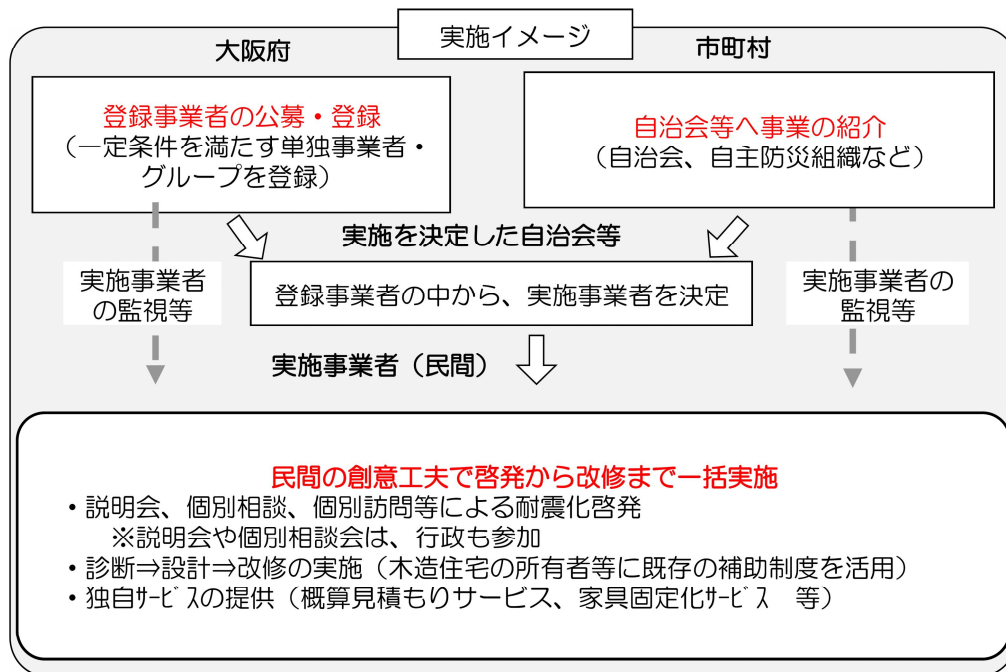 実施イメージ
大阪府
市町村
登録事業者の公募・登録
（一定条件を満たす単独事業者・
グループを登録）
自治会等へ事業の紹介
（自治会、自主防災組織など）
実施を決定した自治会等
実施事業者
の監視等
登録事業者の中から、実施事業者を決定
実施事業者の
監視等
実施事業者（民間）
民間の創意工夫で啓発から改修まで一括実施
・説明会、個別相談、個別訪問等による耐震化啓発
※説明会や個別相談会は、行政も参加
・診断⇒設計⇒改修の実施（木造住宅の所有者等に既存の補助制度を活用）
・独自ｻｰﾋﾞｽの提供（概算見積もりサービス、家具固定化ｻｰﾋﾞｽ　等）